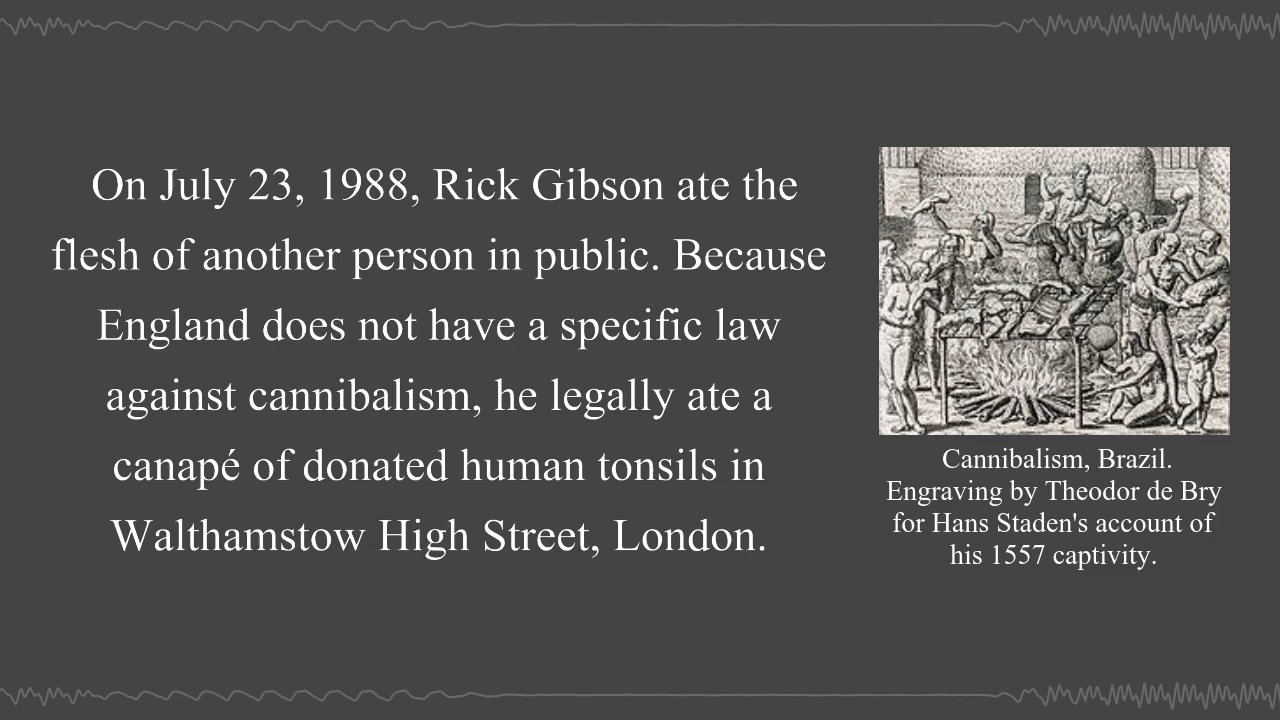 On July 23, 1988, Rick Gibson ate the
flesh of another person in public. Because
England does not have a specific law
against cannibalism, he legally ate a
canapé of donated human tonsils in
Walthamstow High Street, London.
Cannibalism, Brazil.
Engraving by Theodor de Bry
for Hans Staden's account of
his 1557 captivity.